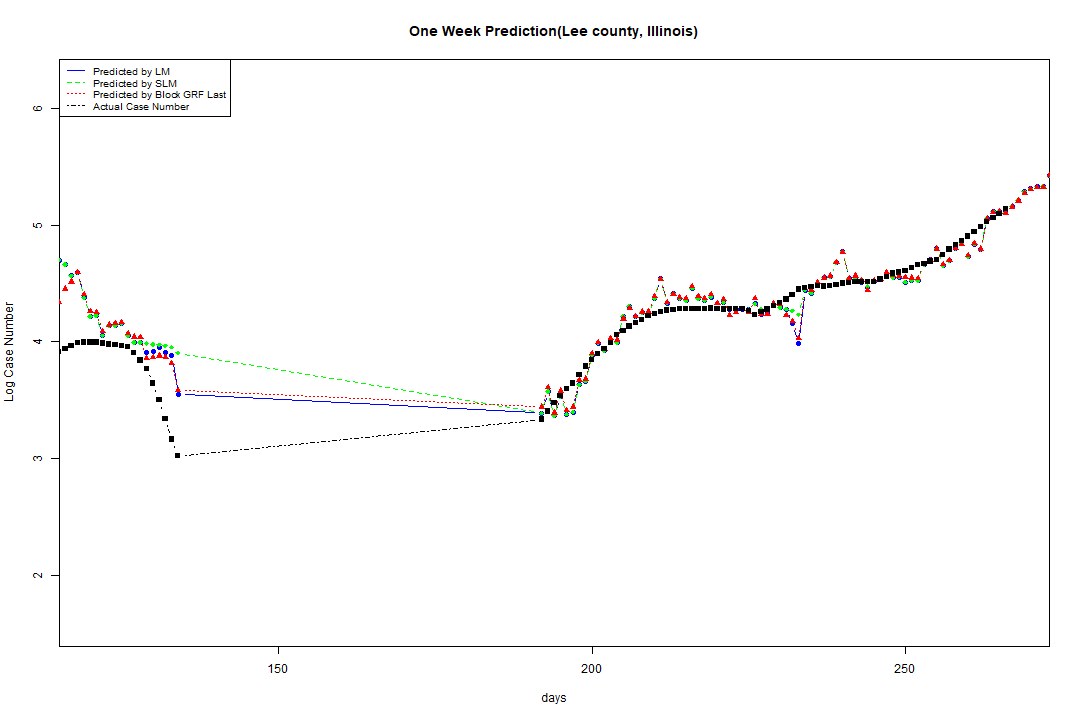 One Week Prediction(Lee county, Illinois)
Predicted by LM
Predicted by SLM
Predicted by Block GRF Last
Actual Case Number
6
5
4
3
2
Log Case Number
150
200
250
days